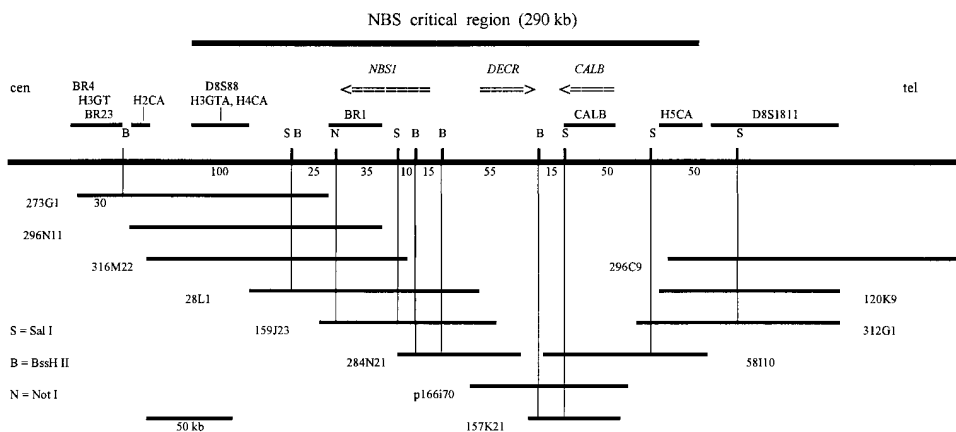 NBS critical region (290 kb)
NBS1 DECR CALB
cen tel
BR4
H3GT
BR23
H2CA
D8S88
H3GTA, H4CA
BR1 CALB H5CA D8S1811
B S B N S B B B S S S
100 25 35 10 15 55 15 50 50
273G1 30
296N11
316M22 296C9
28L1 120K9
S = Sal I 159J23 312G1
B = BssH II 284N21 58I10
N = Not I p166i70
50 kb 157K21